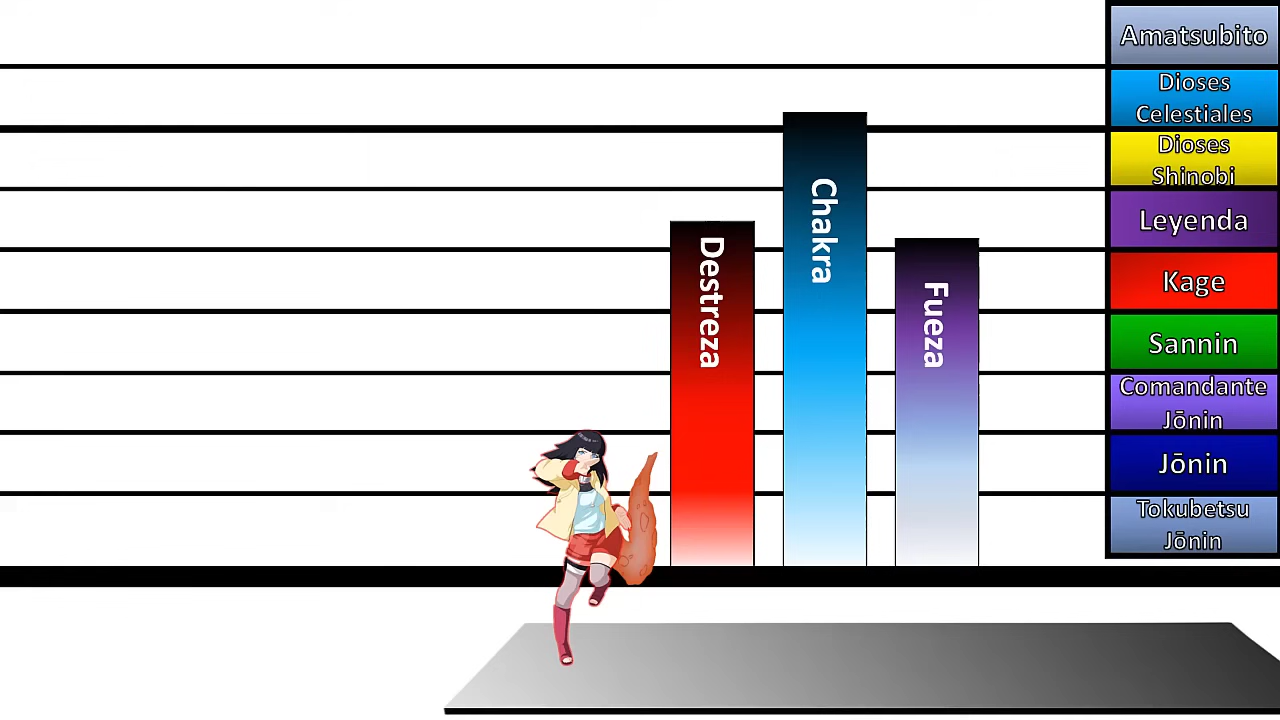 Destreza
Chakra
Fueza
Amatsubito
Dioses
Celestiales
Dioses
Shinobi
Leyenda
Kage
Sannin
Comandante
Jōnin
Jōnin
Tokubetsu
Jōnin